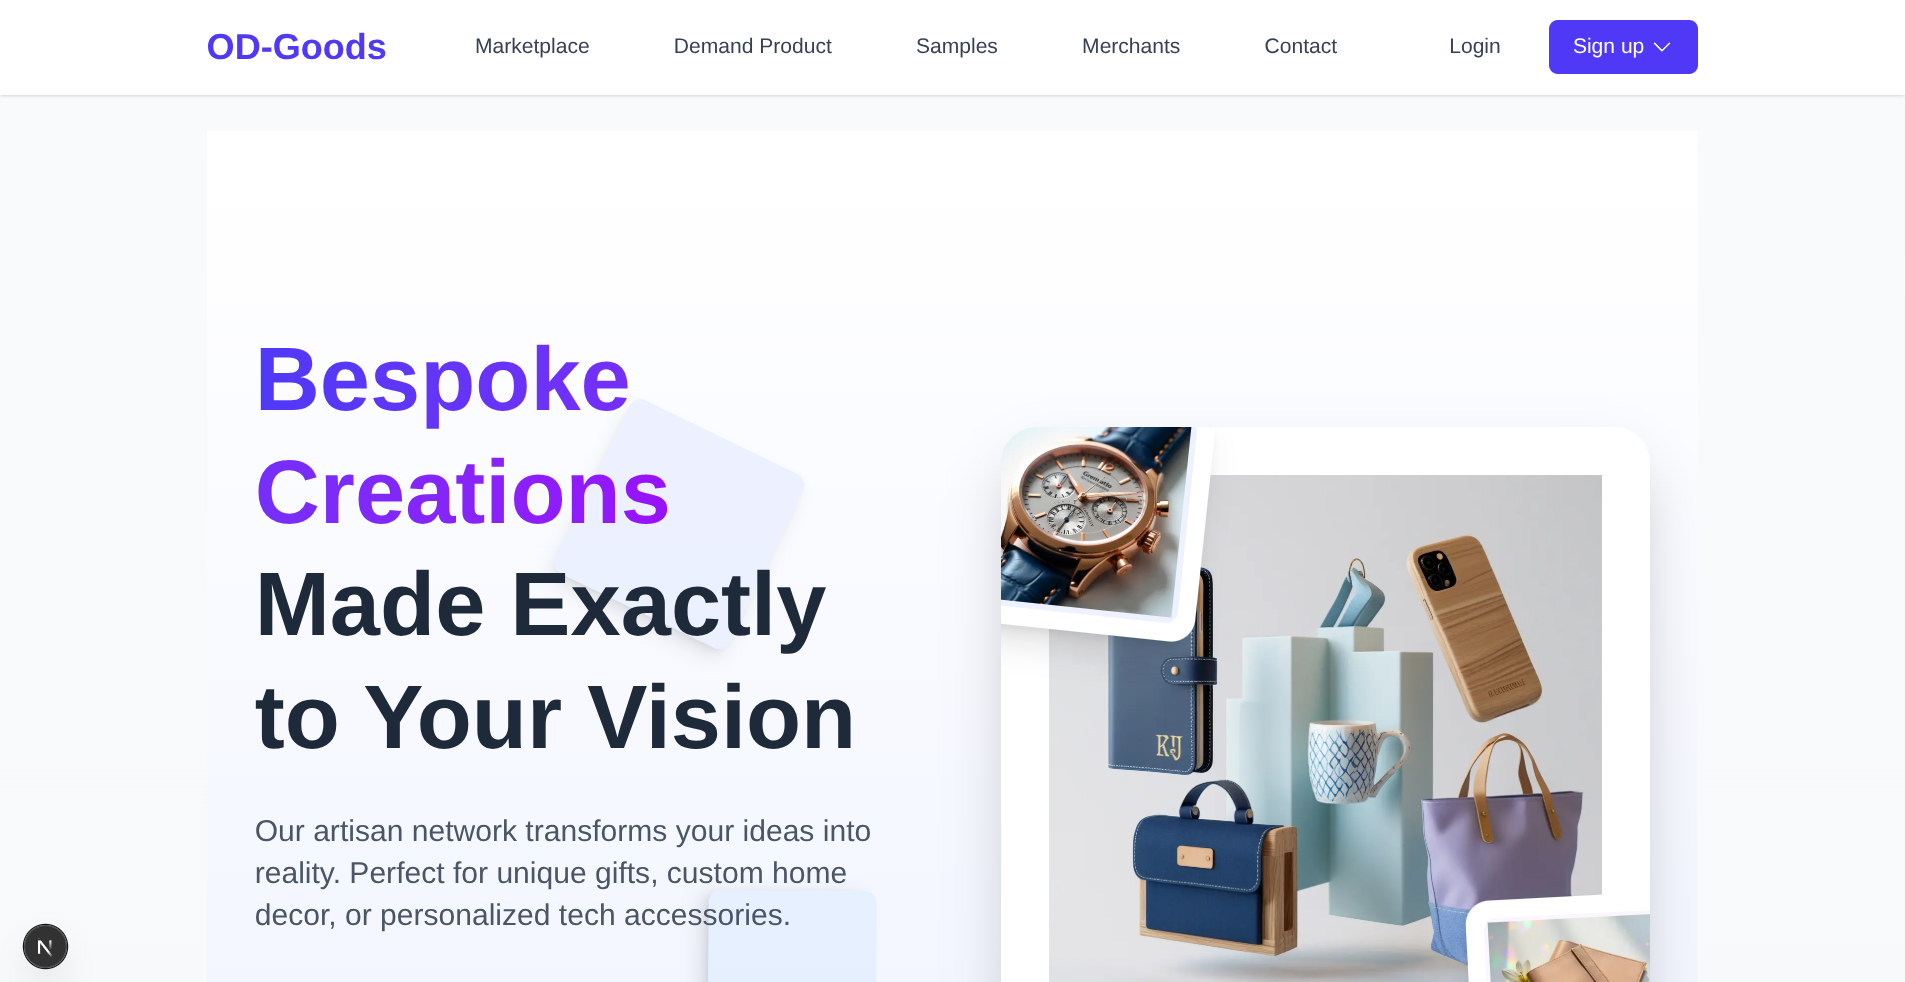 OD-Goods
Marketplace
Demand Product
Samples
Merchants
Contact
Login
Sign up
Bespoke
Creations
Made Exactly
to Your Vision
Our artisan network transforms your ideas into
reality. Perfect for unique gifts, custom home
decor, or personalized tech accessories.
N